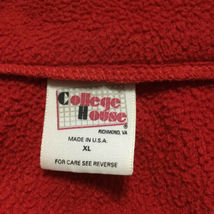 College
House
®
RICHMOND, VA
MADE IN U.S.A.
XL
FOR CARE SEE REVERSE